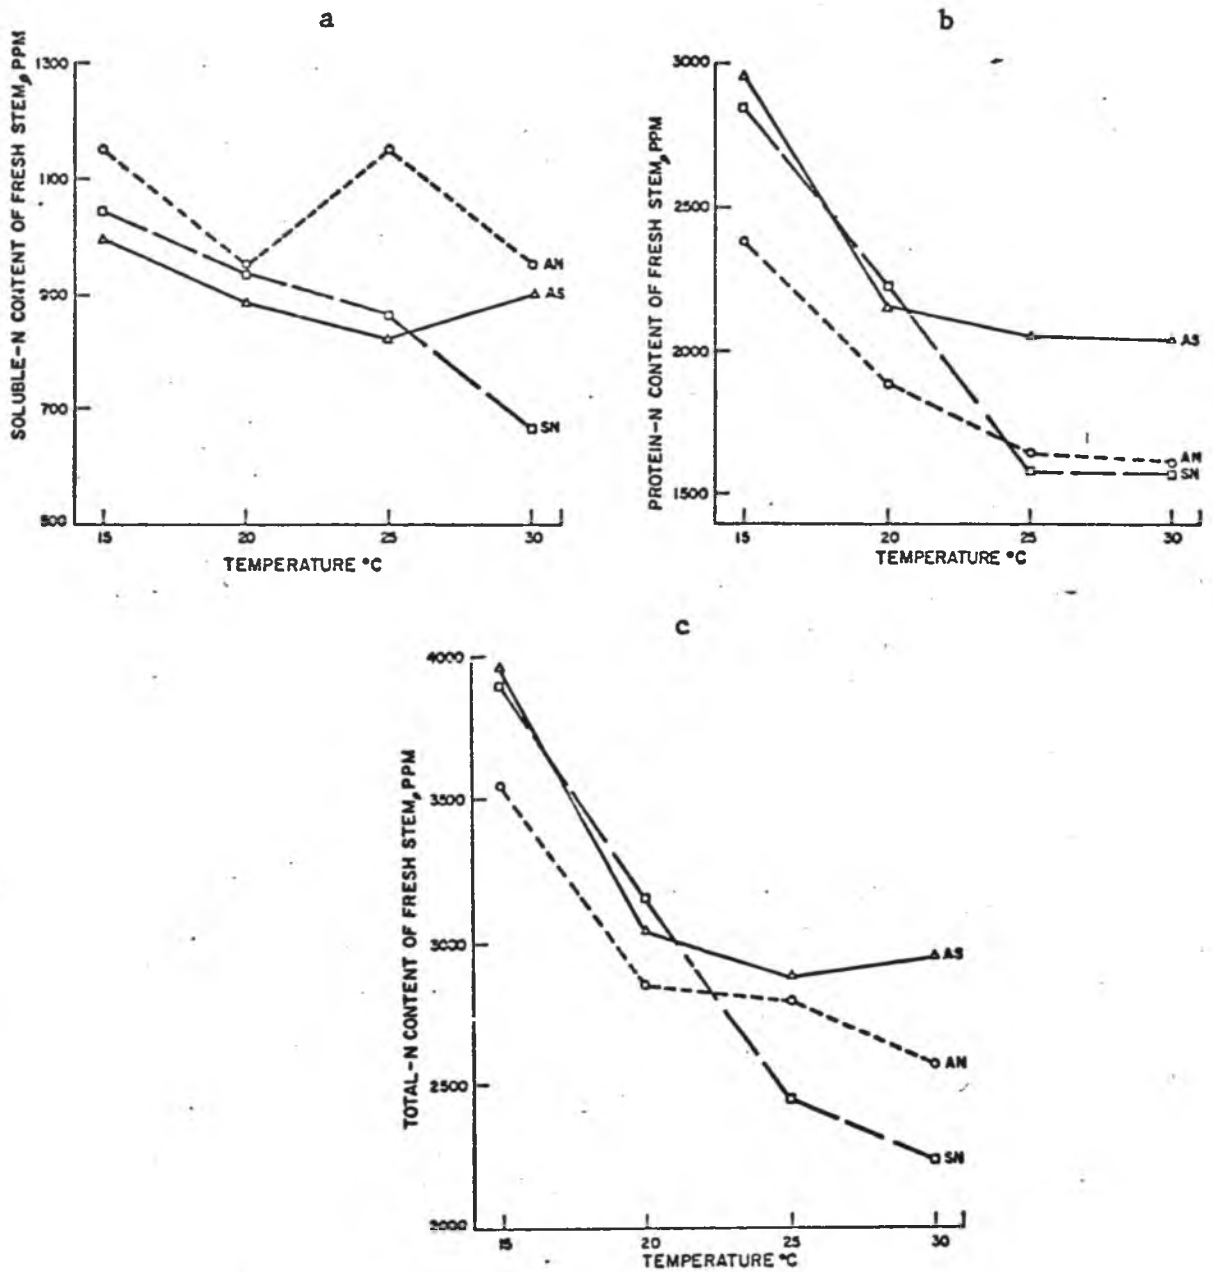 a
SOLUBLE-N CONTENT OF FRESH STEM, PPM
1300
1100
900
700
500
15 20 25 30
TEMPERATURE °C
AN
AS
SN
b
PROTEIN-N CONTENT OF FRESH STEM, PPM
3000
2500
2000
1500
15 20 25 30
TEMPERATURE °C
AS
AN
SN
c
TOTAL-N CONTENT OF FRESH STEM, PPM
4000
3500
3000
2500
2000
15 20 25 30
TEMPERATURE °C
AS
AN
SN